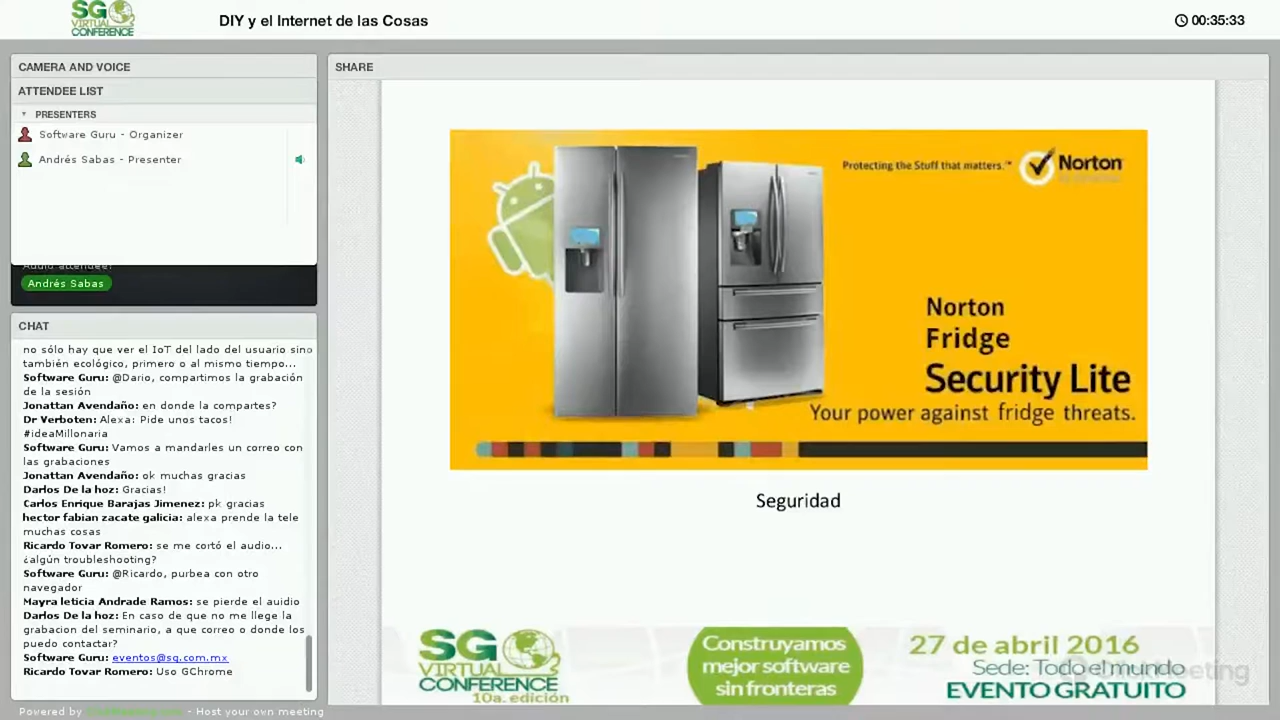 SG
VIRTUAL
CONFERENCE
DIY y el Internet de las Cosas
00:35:33
CAMERA AND VOICE
ATTENDEE LIST
PRESENTERS
Software Guru - Organizer
Andrés Sabas - Presenter
Audio attendee:
Andrés Sabas
CHAT
no sólo hay que ver el IoT del lado del usuario sino
también ecológico, primero o al mismo tiempo...
Software Guru: @Dario, compartimos la grabación
de la sesión
Jonattan Avendaño: en donde la compartes?
Dr Verboten: Alexa: Pide unos tacos!
#ideaMillonaria
Software Guru: Vamos a mandarles un correo con
las grabaciones
Jonattan Avendaño: ok muchas gracias
Darlos De la hoz: Gracias!
Carlos Enrique Barajas Jimenez: pk gracias
hector fabian zacate galicia: alexa prende la tele
muchas cosas
Ricardo Tovar Romero: se me cortó el audio...
¿algún troubleshooting?
Software Guru: @Ricardo, purbea con otro
navegador
Mayra leticia Andrade Ramos: se pierde el auidio
Darlos De la hoz: En caso de que no me llege la
grabacion del seminario, a que correo o donde los
puedo contactar?
Software Guru: eventos@sg.com.mx
Ricardo Tovar Romero: Uso GChrome
Powered by
- Host your own meeting
SHARE
Protecting the Stuff that matters.™
Norton
Norton
Fridge
Security Lite
Your power against fridge threats.
Seguridad
SG
VIRTUAL
CONFERENCE
10a. edición
Construyamos
mejor software
sin fronteras
27 de abril 2016
Sede: Todo el mundo
EVENTO GRATUITO